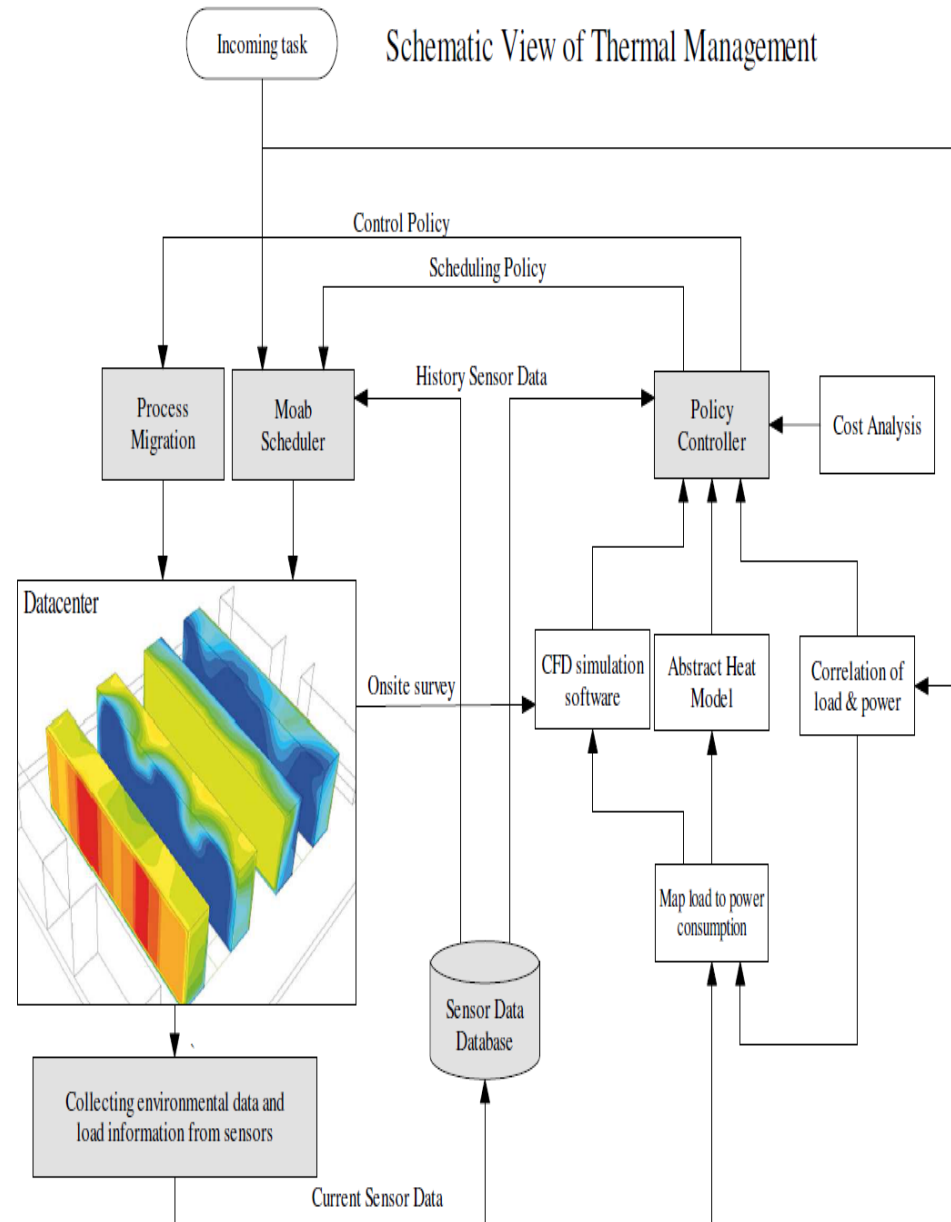 Incoming task
Schematic View of Thermal Management
Control Policy
Scheduling Policy
History Sensor Data
Process
Migration
Moab
Scheduler
Policy
Controller
Cost Analysis
Datacenter
Onsite survey
CFD simulation
software
Abstract Heat
Model
Correlation of
load & power
Map load to power
consumption
Sensor Data
Database
Collecting environmental data and
load information from sensors
Current Sensor Data